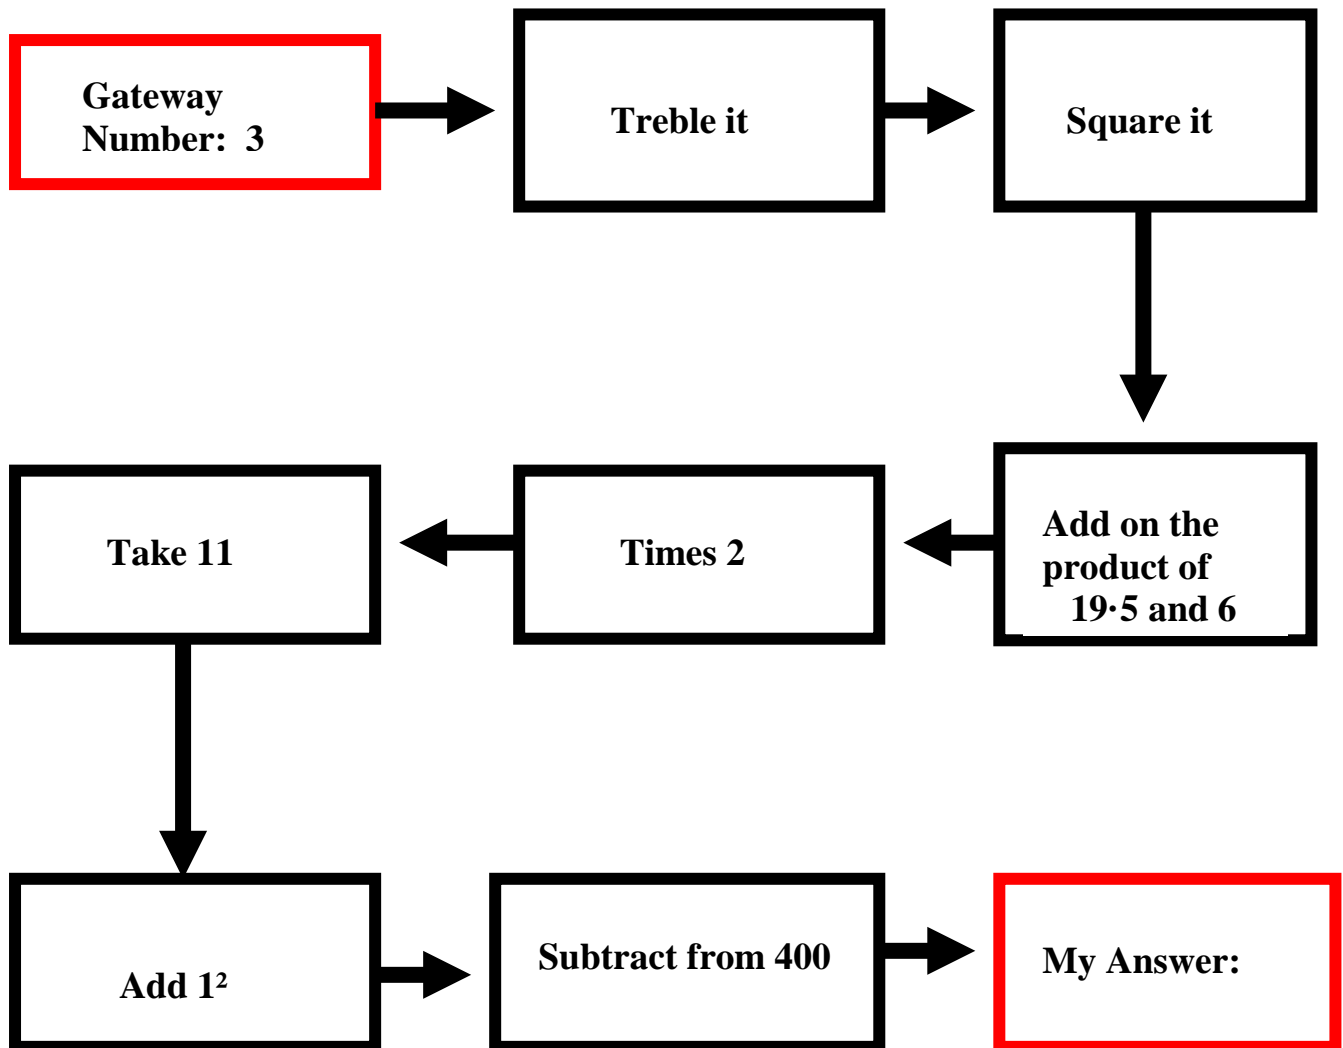 Gateway
Number: 3
Treble it
Square it
Add on the
product of
19·5 and 6
Times 2
Take 11
Add 1²
Subtract from 400
My Answer: